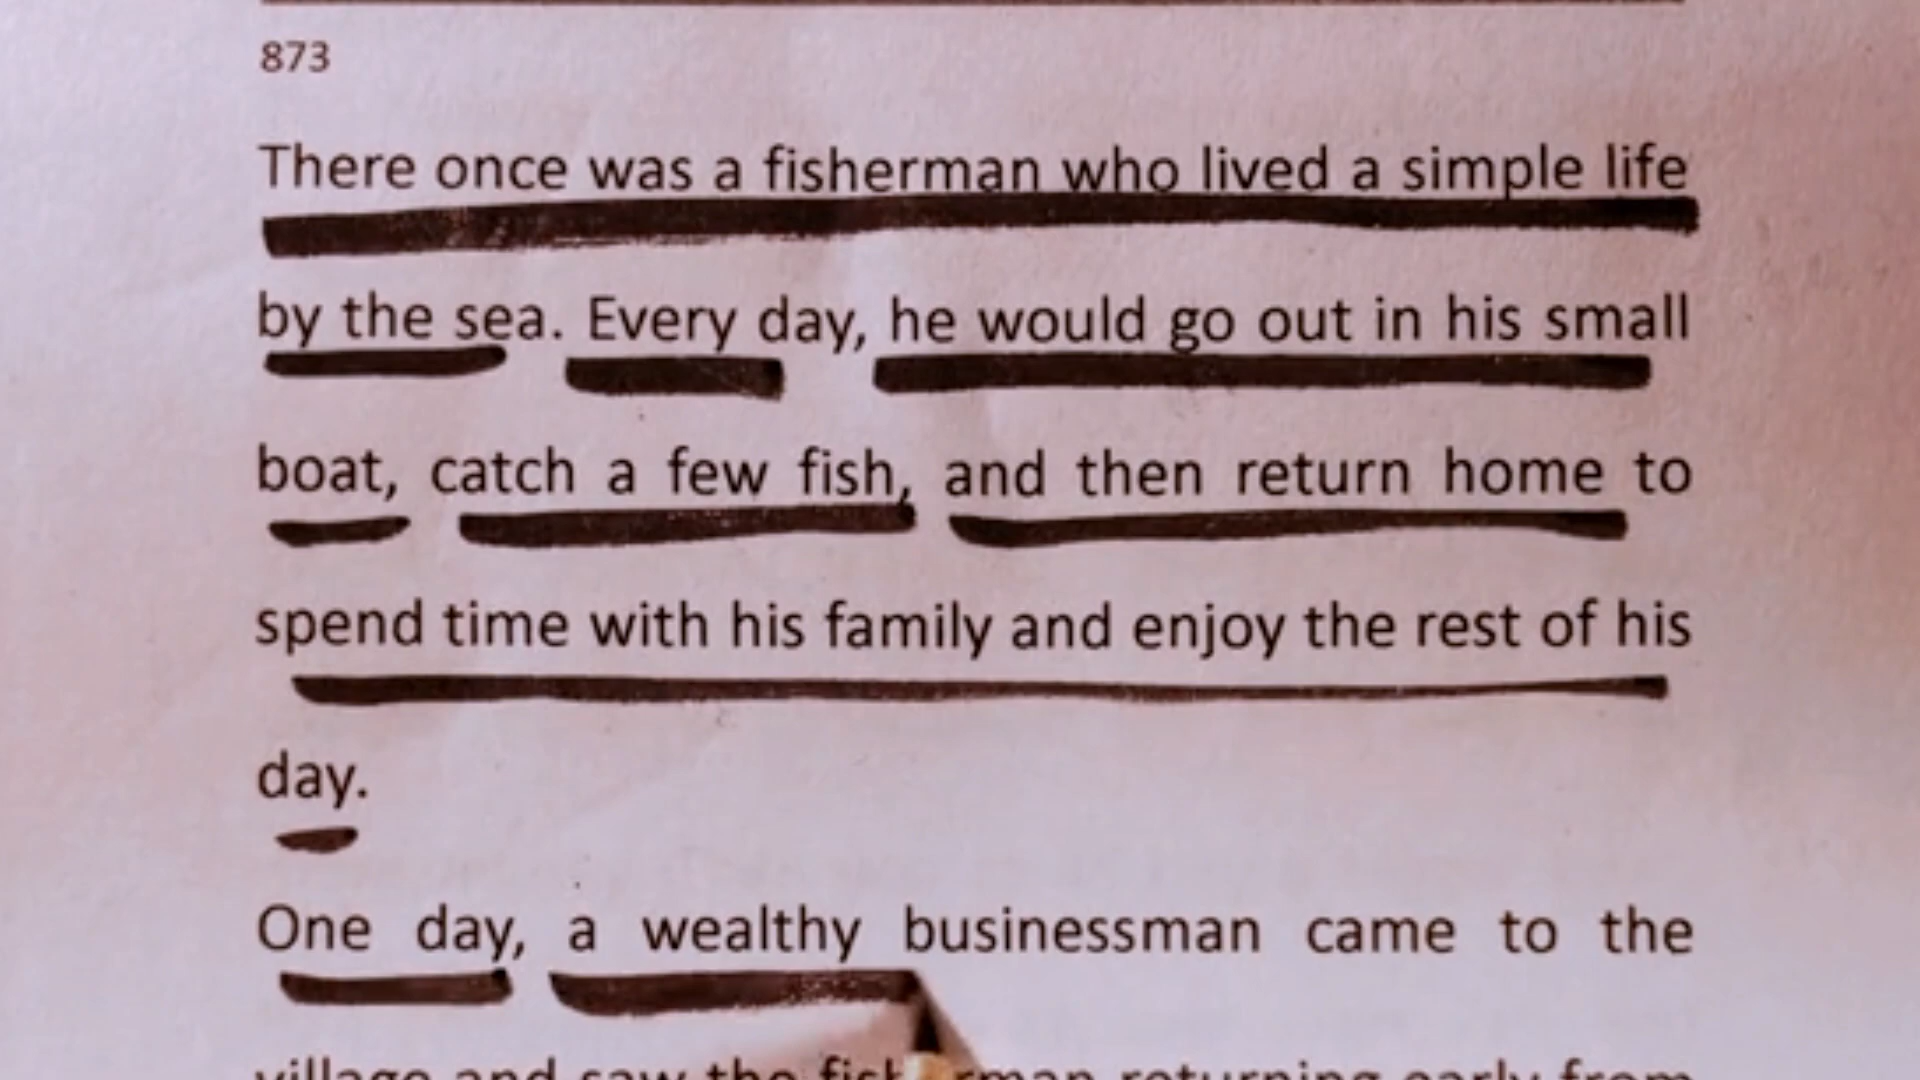 873
There once was a fisherman who lived a simple life
by the sea. Every day, he would go out in his small
boat, catch a few fish, and then return home to
spend time with his family and enjoy the rest of his
day.
One day, a wealthy businessman came to the
village and saw the returning early from